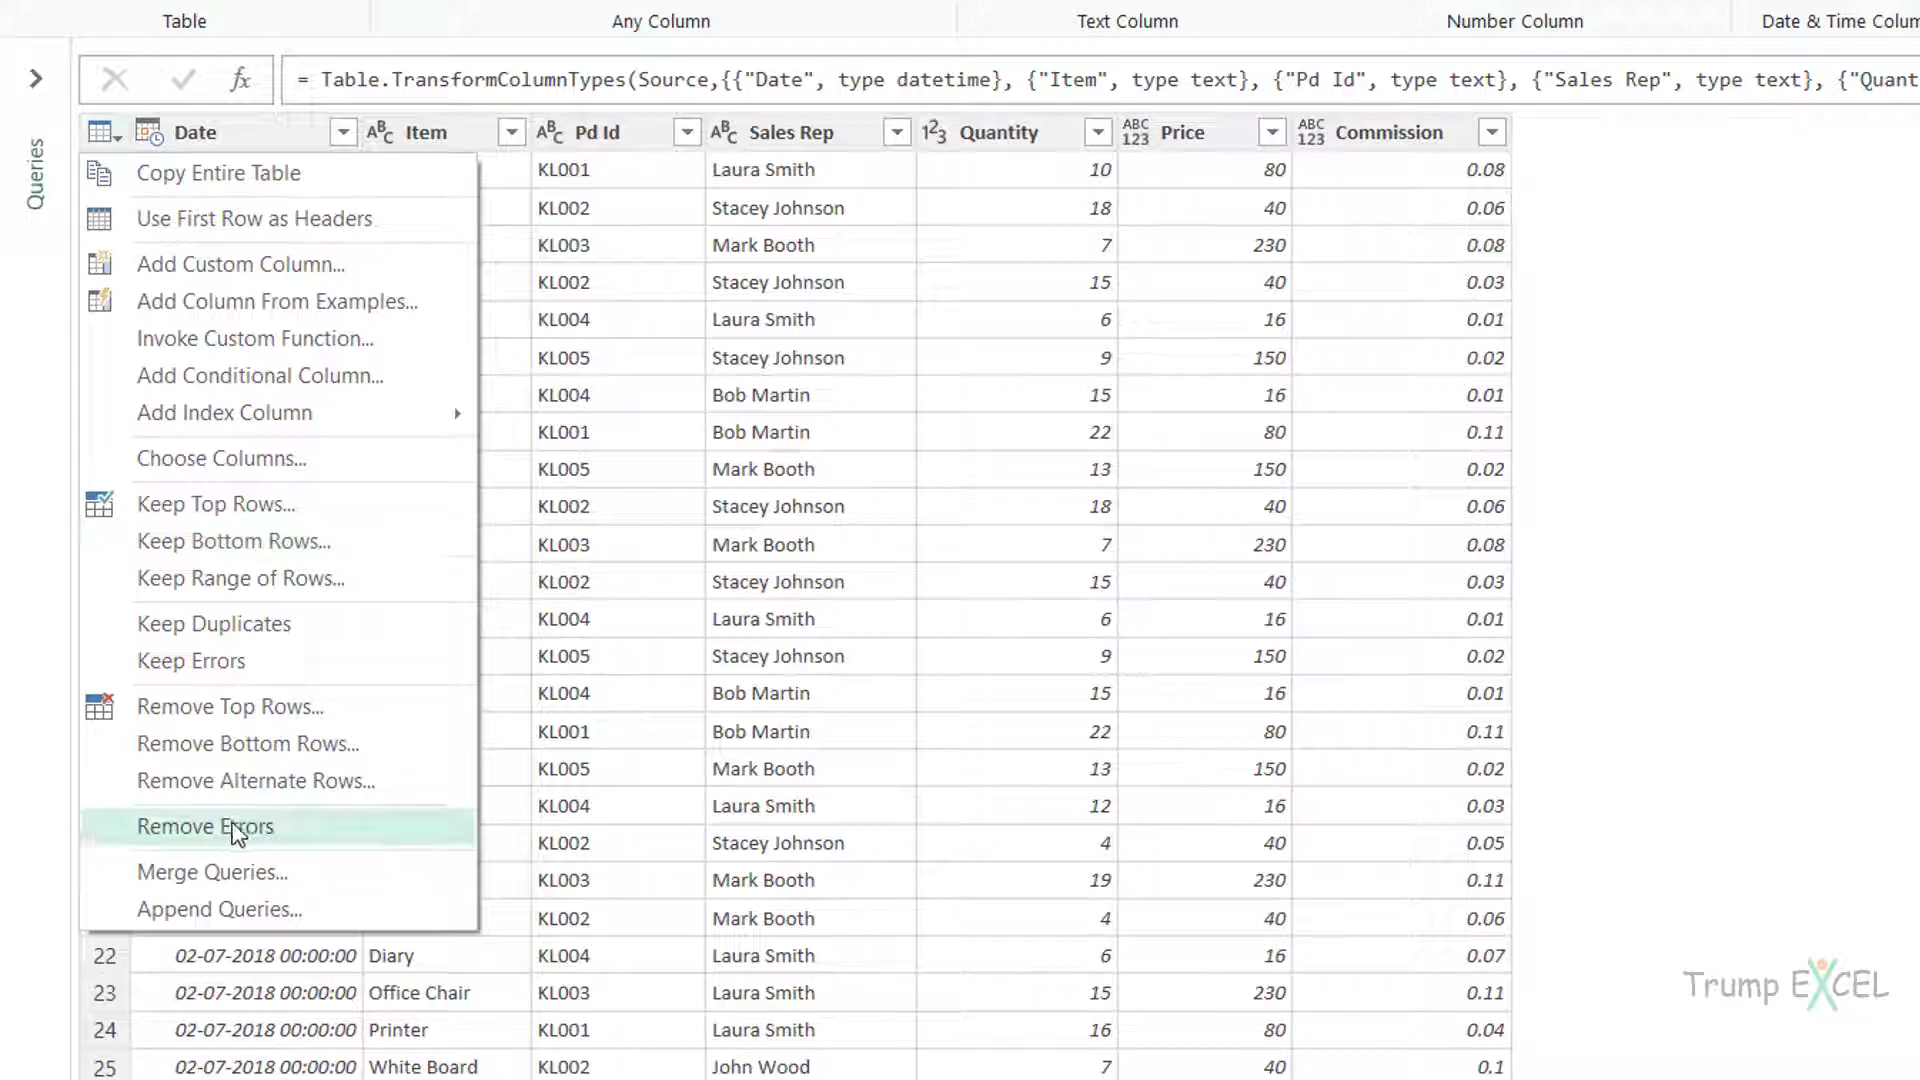 Table Any Column Text Column Number Column Date & Time Colum
fx = Table.TransformColumnTypes(Source,{{"Date", type datetime}, {"Item", type text}, {"Pd Id", type text}, {"Sales Rep", type text}, {"Quant
Queries
Date ABC Item ABC Pd Id ABC Sales Rep 123 Quantity ABC 123 Price ABC 123 Commission
Copy Entire Table
Use First Row as Headers
Add Custom Column...
Add Column From Examples...
Invoke Custom Function...
Add Conditional Column...
Add Index Column
Choose Columns...
Keep Top Rows...
Keep Bottom Rows...
Keep Range of Rows...
Keep Duplicates
Keep Errors
Remove Top Rows...
Remove Bottom Rows...
Remove Alternate Rows...
Remove Errors
Merge Queries...
Append Queries...
KL001 Laura Smith 10 80 0.08
KL002 Stacey Johnson 18 40 0.06
KL003 Mark Booth 7 230 0.08
KL002 Stacey Johnson 15 40 0.03
KL004 Laura Smith 6 16 0.01
KL005 Stacey Johnson 9 150 0.02
KL004 Bob Martin 15 16 0.01
KL001 Bob Martin 22 80 0.11
KL005 Mark Booth 13 150 0.02
KL002 Stacey Johnson 18 40 0.06
KL003 Mark Booth 7 230 0.08
KL002 Stacey Johnson 15 40 0.03
KL004 Laura Smith 6 16 0.01
KL005 Stacey Johnson 9 150 0.02
KL004 Bob Martin 15 16 0.01
KL001 Bob Martin 22 80 0.11
KL005 Mark Booth 13 150 0.02
KL004 Laura Smith 12 16 0.03
KL002 Stacey Johnson 4 40 0.05
KL003 Mark Booth 19 230 0.11
KL002 Mark Booth 4 40 0.06
22 02-07-2018 00:00:00 Diary KL004 Laura Smith 6 16 0.07
23 02-07-2018 00:00:00 Office Chair KL003 Laura Smith 15 230 0.11
24 02-07-2018 00:00:00 Printer KL001 Laura Smith 16 80 0.04
25 02-07-2018 00:00:00 White Board KL002 John Wood 7 40 0.1
Trump EXCEL